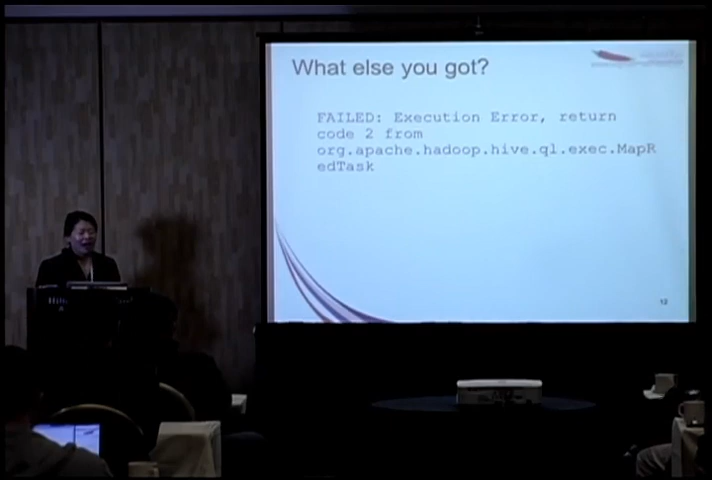 What else you got?
FAILED: Execution Error, return
code 2 from
org.apache.hadoop.hive.ql.exec.MapR
edTask
12